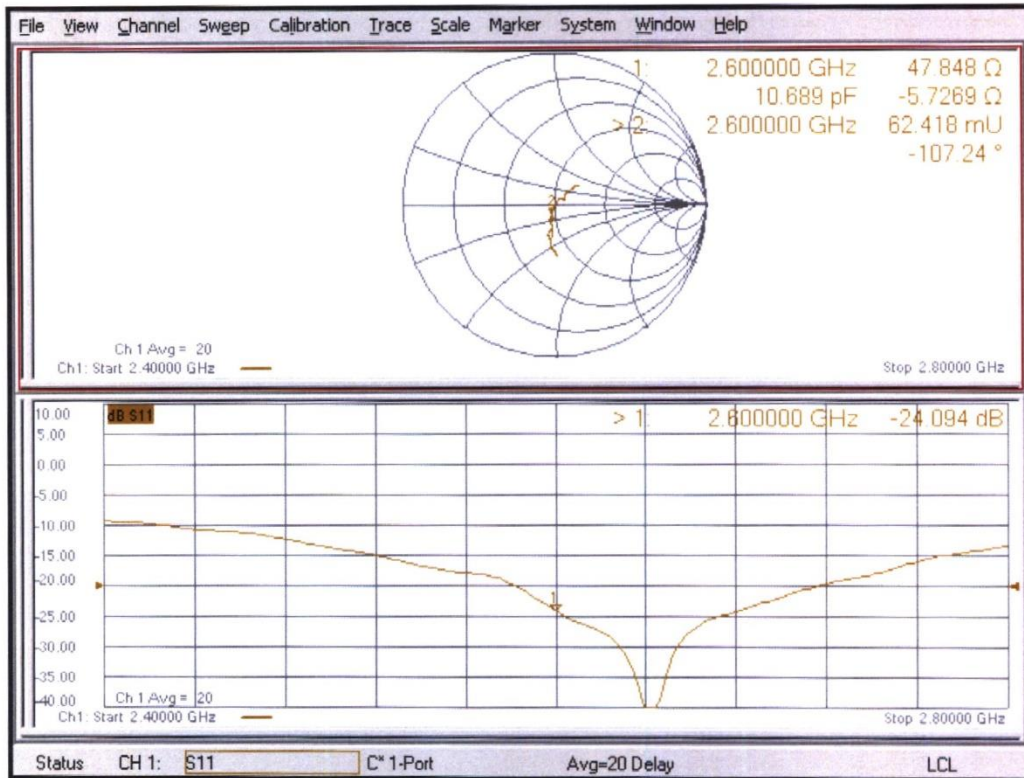 File View Channel Sweep Calibration Trace Scale Marker System Window Help
1: 2.600000 GHz 47.848 Ω
10.689 pF -5.7269 Ω
> 2: 2.600000 GHz 62.418 mU
-107.24 °
Ch 1 Avg = 20
Ch1: Start 2.40000 GHz Stop 2.80000 GHz
10.00 dB S11 > 1: 2.600000 GHz -24.094 dB
5.00
0.00
-5.00
-10.00
-15.00
-20.00
1
-25.00
-30.00
-35.00
-40.00
Ch 1 Avg = 20
Ch1: Start 2.40000 GHz Stop 2.80000 GHz
Status CH 1: S11 C* 1-Port Avg=20 Delay LCL